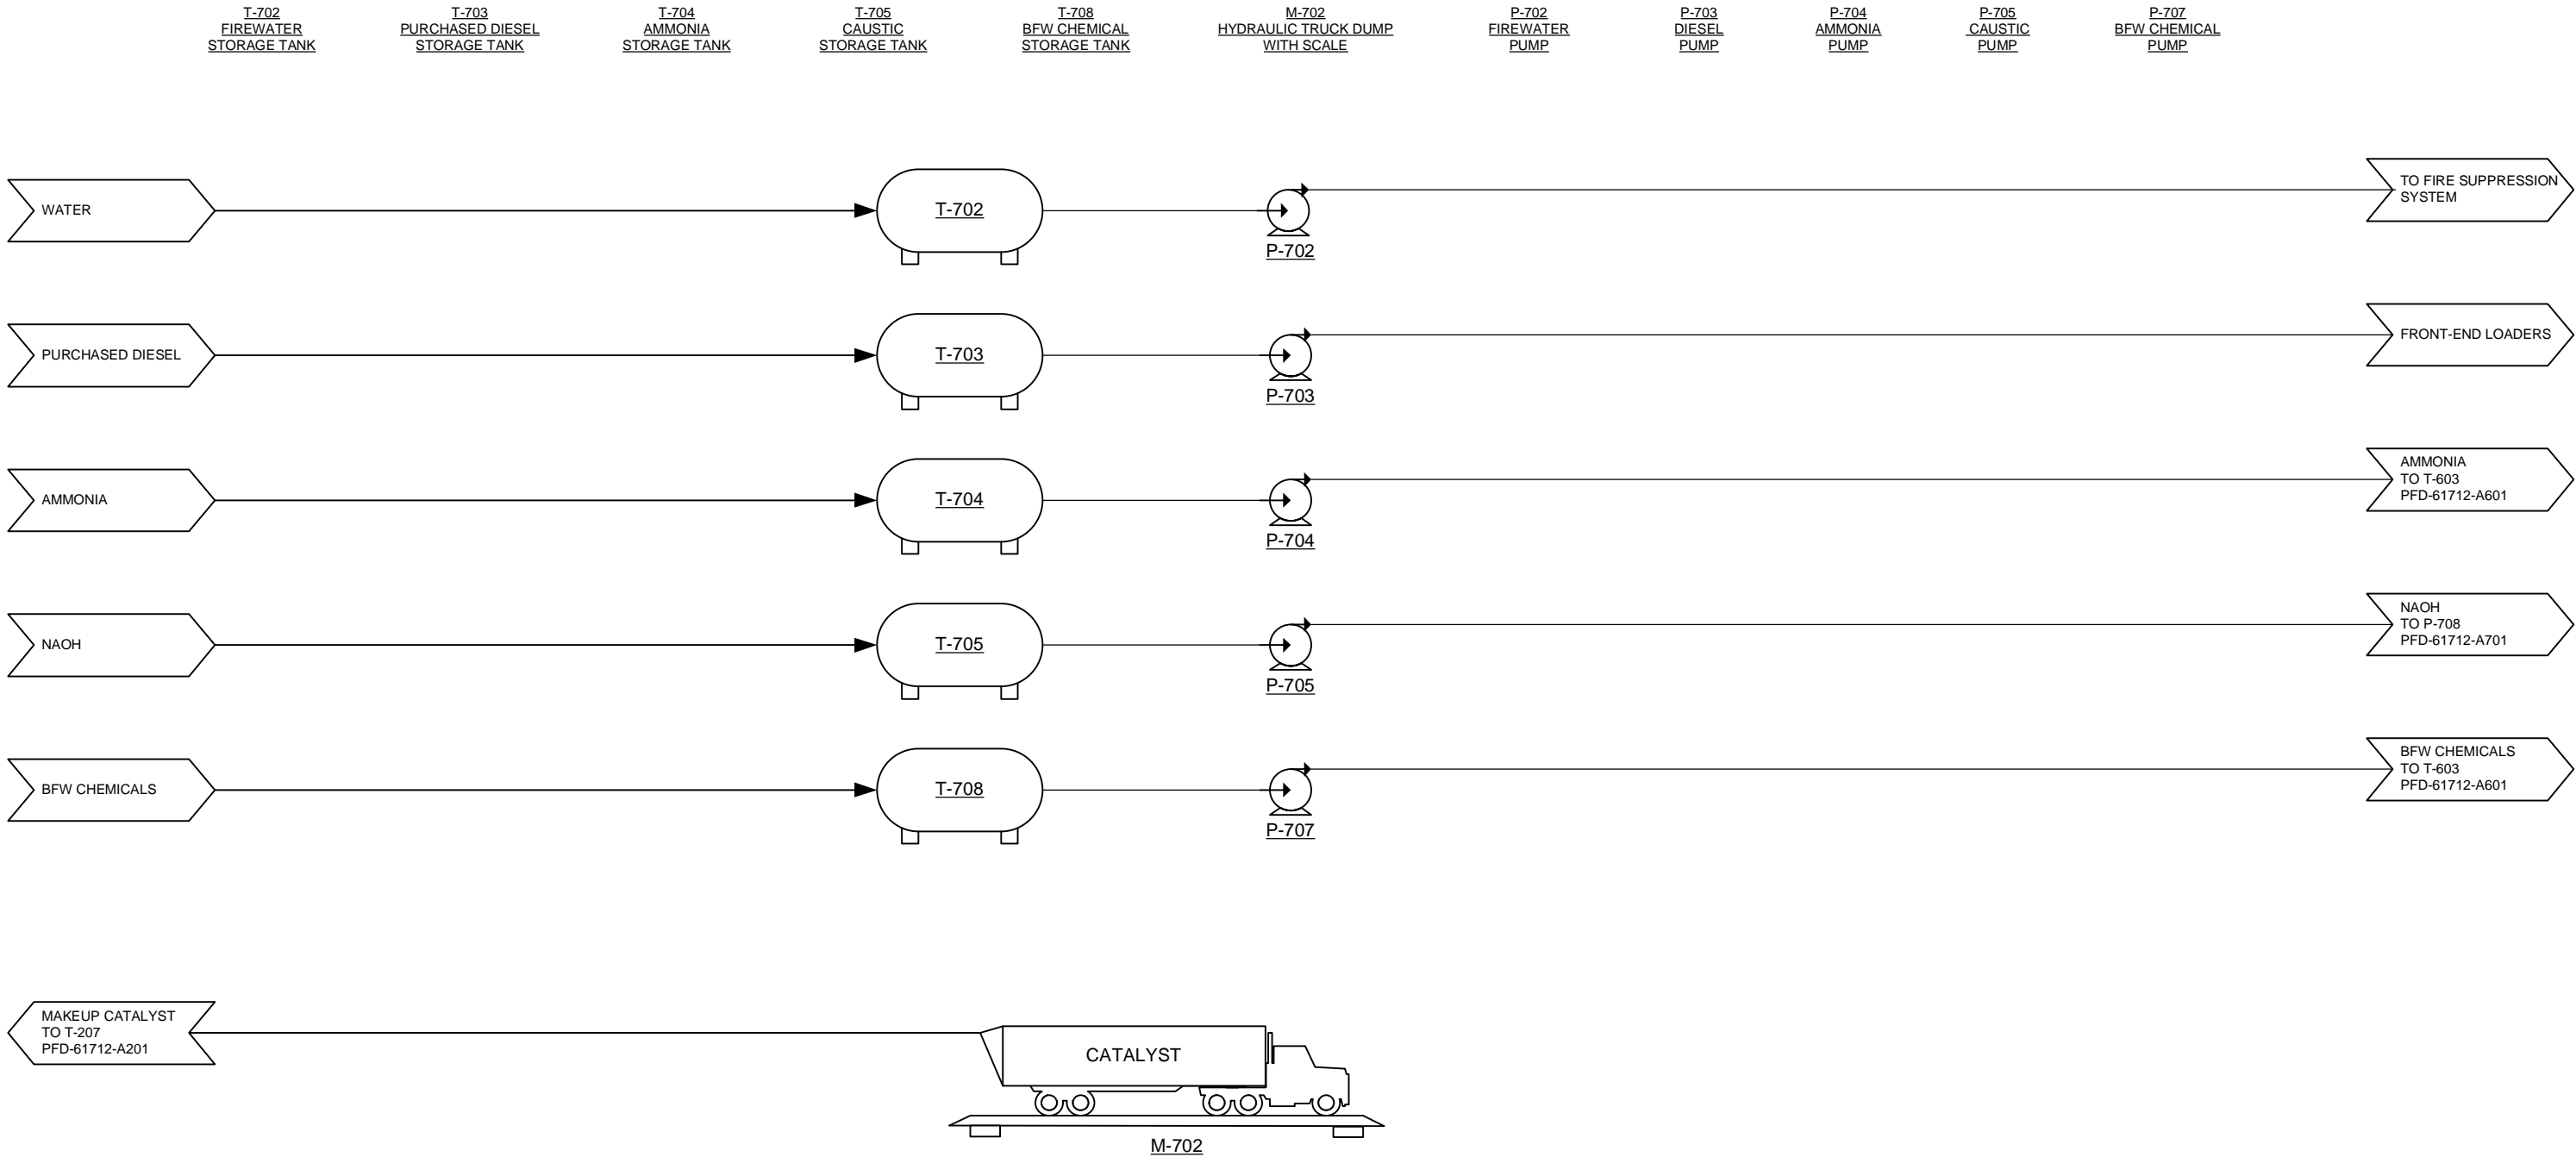 T-702
FIREWATER
STORAGE TANK
T-703
PURCHASED DIESEL
STORAGE TANK
T-704
AMMONIA
STORAGE TANK
T-705
CAUSTIC
STORAGE TANK
T-708
BFW CHEMICAL
STORAGE TANK
M-702
HYDRAULIC TRUCK DUMP
WITH SCALE
P-702
FIREWATER
PUMP
P-703
DIESEL
PUMP
P-704
AMMONIA
PUMP
P-705
CAUSTIC
PUMP
P-707
BFW CHEMICAL
PUMP
WATER
T-702
P-702
TO FIRE SUPPRESSION
SYSTEM
PURCHASED DIESEL
T-703
P-703
FRONT-END LOADERS
AMMONIA
T-704
P-704
AMMONIA
TO T-603
PFD-61712-A601
NAOH
T-705
P-705
NAOH
TO P-708
PFD-61712-A701
BFW CHEMICALS
T-708
P-707
BFW CHEMICALS
TO T-603
PFD-61712-A601
MAKEUP CATALYST
TO T-207
PFD-61712-A201
CATALYST
M-702